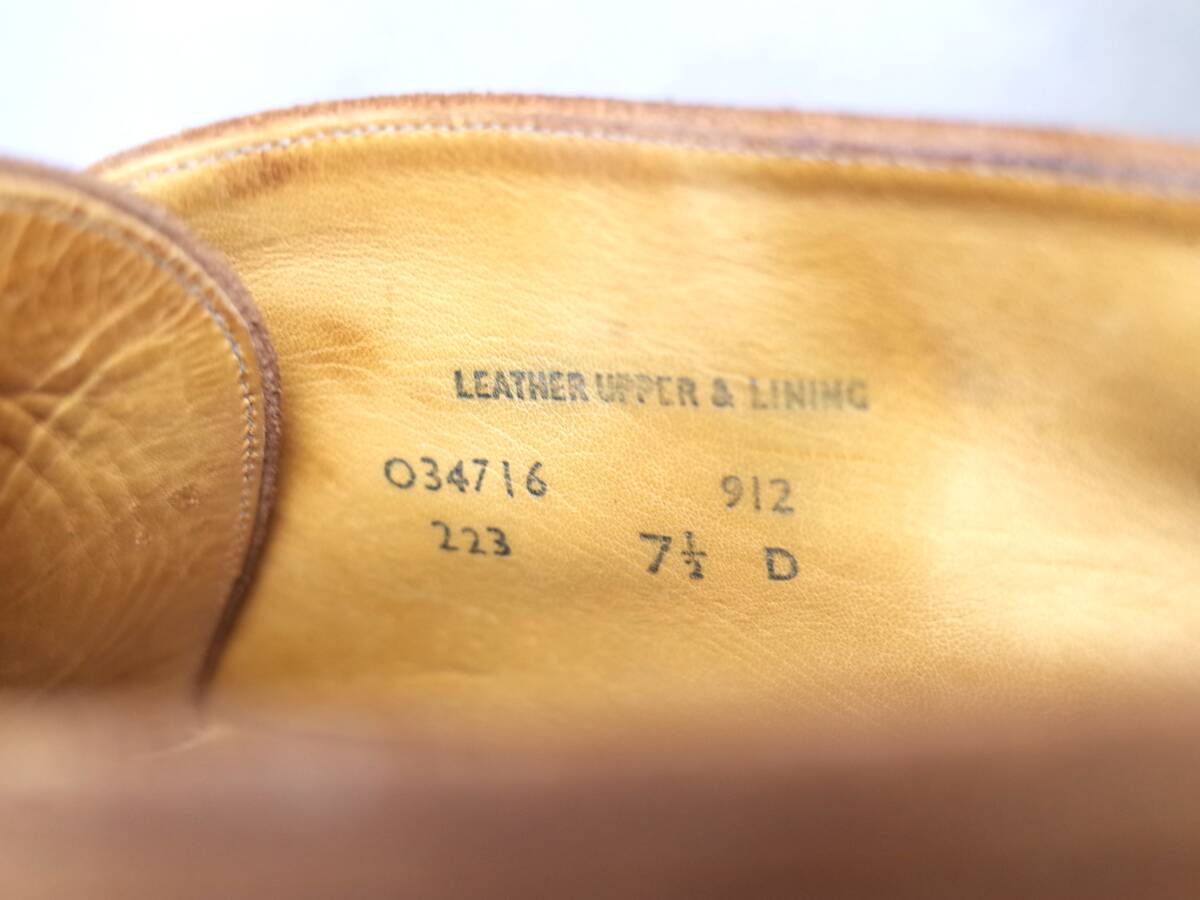 LEATHER UPPER & LINING
034716 912
223 7½ D